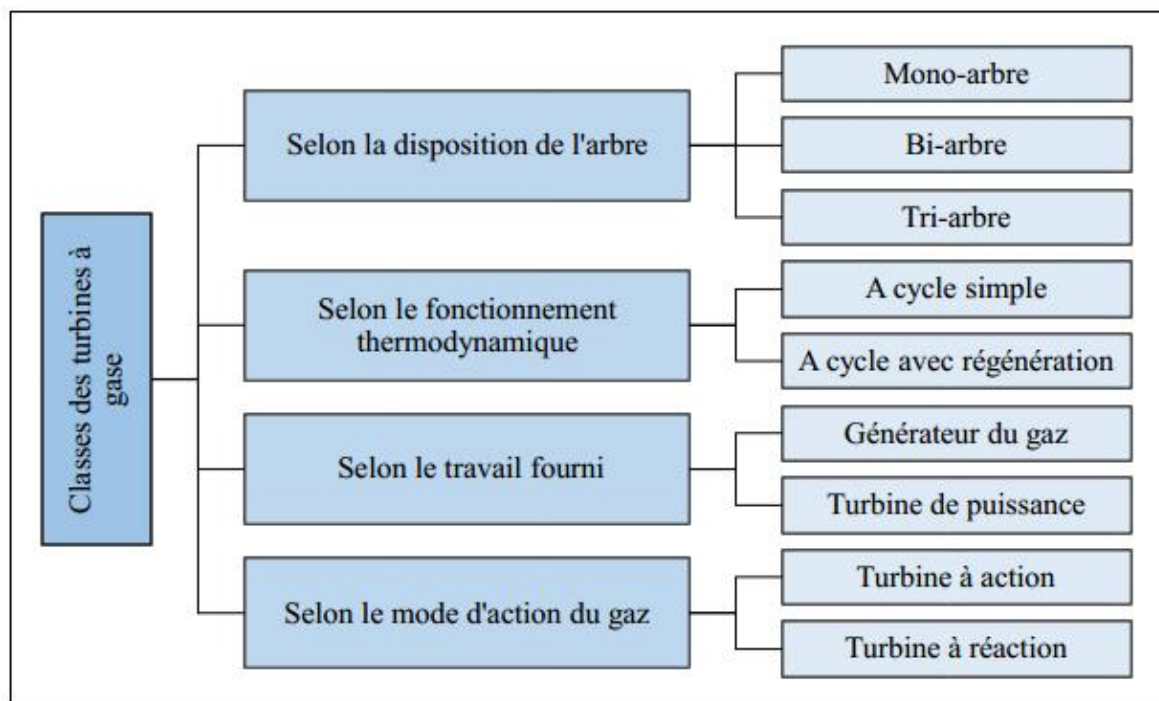 Classes des turbines à
gase
Selon la disposition de l'arbre
Mono-arbre
Bi-arbre
Tri-arbre
Selon le fonctionnement
thermodynamique
A cycle simple
A cycle avec régénération
Selon le travail fourni
Générateur du gaz
Turbine de puissance
Selon le mode d'action du gaz
Turbine à action
Turbine à réaction